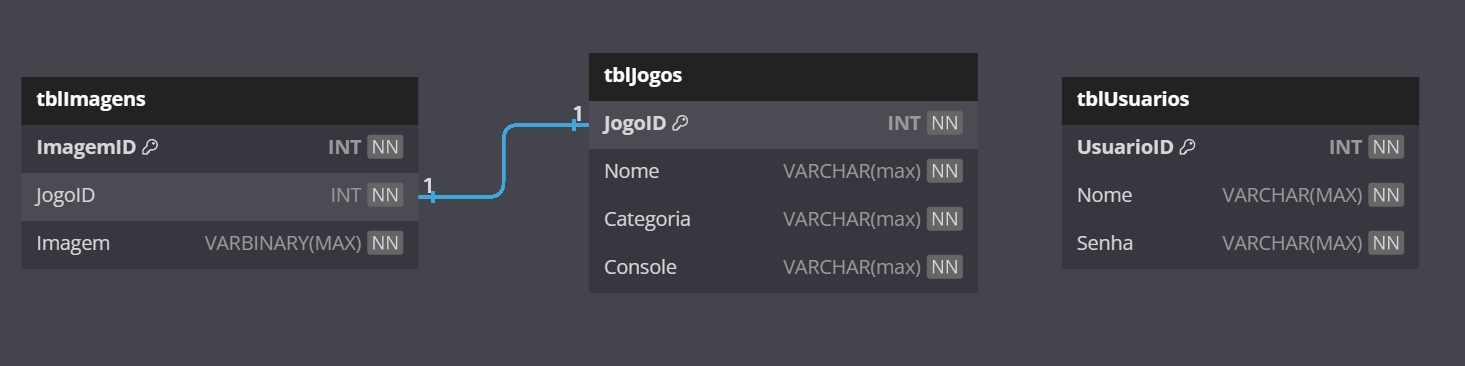 tblImagens
ImagemID INT NN
JogoID INT NN
Imagem VARBINARY(MAX) NN
1
1
tblJogos
JogoID INT NN
Nome VARCHAR(max) NN
Categoria VARCHAR(max) NN
Console VARCHAR(max) NN
tblUsuarios
UsuarioID INT NN
Nome VARCHAR(MAX) NN
Senha VARCHAR(MAX) NN